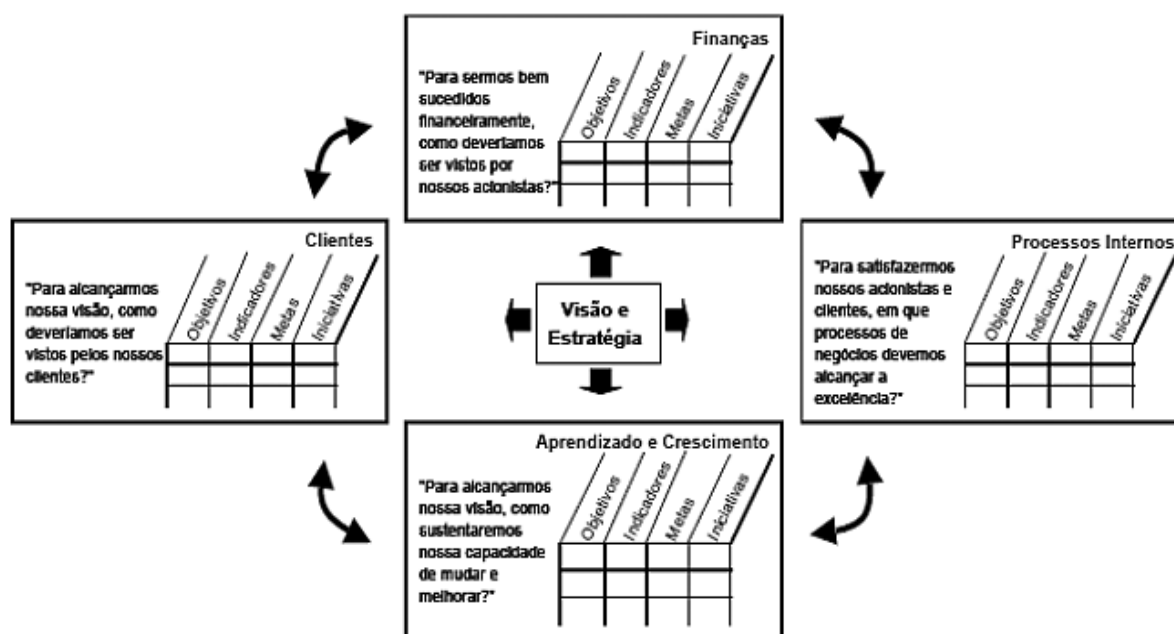 Finanças
"Para sermos bem
sucedidos
financeiramente,
como deveríamos
ser vistos por
nossos acionistas?"
Objetivos
Indicadores
Metas
Iniciativas
Clientes
"Para alcançarmos
nossa visão, como
deveríamos ser
vistos pelos nossos
clientes?"
Objetivos
Indicadores
Metas
Iniciativas
Visão e
Estratégia
Processos Internos
"Para satisfazermos
nossos acionistas e
clientes, em que
processos de
negócios devemos
alcançar a
excelência?"
Objetivos
Indicadores
Metas
Iniciativas
Aprendizado e Crescimento
"Para alcançarmos
nossa visão, como
sustentaremos
nossa capacidade
de mudar e
melhorar?"
Objetivos
Indicadores
Metas
Iniciativas